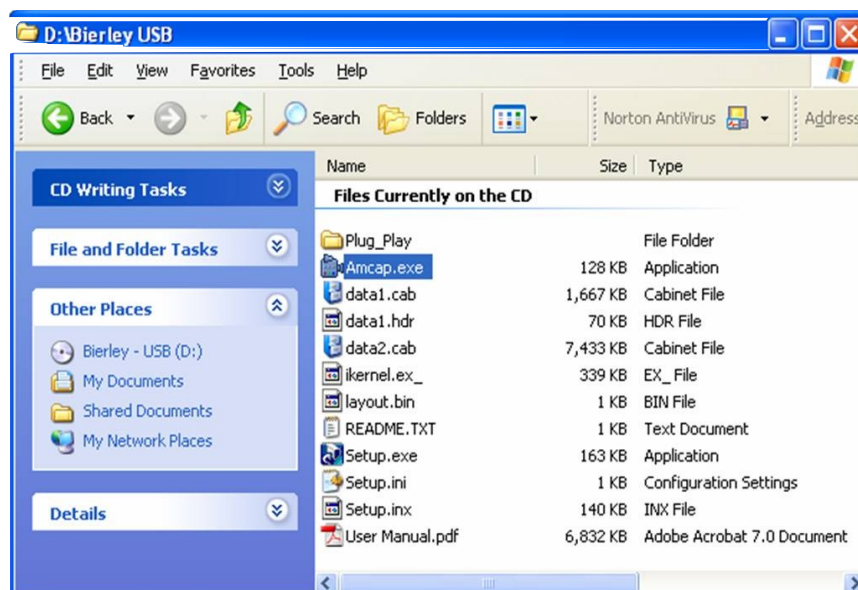 D:\Bierley USB
File Edit View Favorites Tools Help
Back Search Folders Norton AntiVirus Address
Name Size Type
CD Writing Tasks
Files Currently on the CD
File and Folder Tasks
Other Places
Bierley - USB (D:)
My Documents
Shared Documents
My Network Places
Details
Plug_Play File Folder
Amcap.exe 128 KB Application
data1.cab 1,667 KB Cabinet File
data1.hdr 70 KB HDR File
data2.cab 7,433 KB Cabinet File
ikernel.ex_ 339 KB EX_ File
layout.bin 1 KB BIN File
README.TXT 1 KB Text Document
Setup.exe 163 KB Application
Setup.ini 1 KB Configuration Settings
Setup.inx 140 KB INX File
User Manual.pdf 6,832 KB Adobe Acrobat 7.0 Document